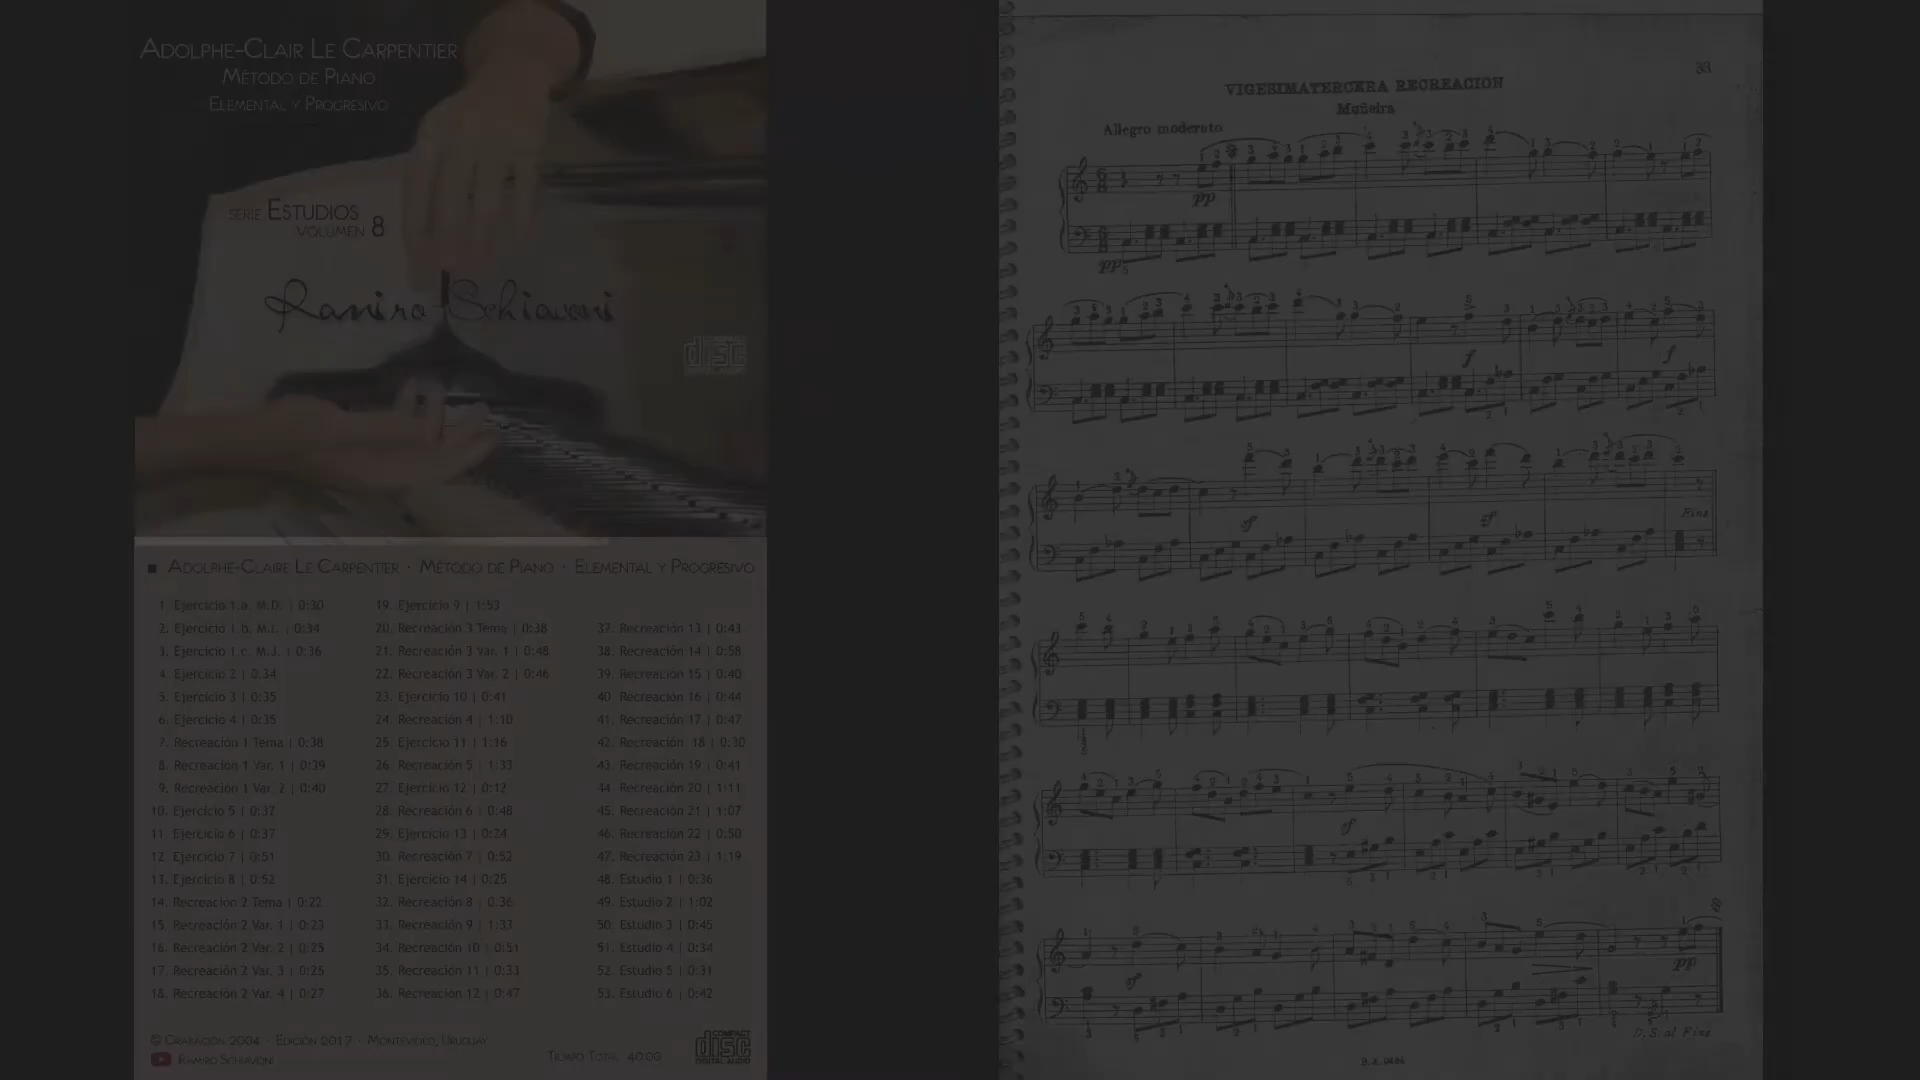 ADOLPHE-CLAIR LE CARPENTIER
MÉTODO DE PIANO
ELEMENTAL Y PROGRESIVO
SERIE ESTUDIOS
VOLUMEN 8
Ramiro Schiavoni
disc
■ ADOLPHE-CLAIRE LE CARPENTIER · MÉTODO DE PIANO · ELEMENTAL Y PROGRESIVO
1. Ejercicio 1.a. M.D. | 0:30
2. Ejercicio 1.b. M.I. | 0:34
3. Ejercicio 1.c. M.J. | 0:36
4. Ejercicio 2 | 0:34
5. Ejercicio 3 | 0:35
6. Ejercicio 4 | 0:35
7. Recreación 1 Tema | 0:38
8. Recreación 1 Var. 1 | 0:39
9. Recreación 1 Var. 2 | 0:40
10. Ejercicio 5 | 0:37
11. Ejercicio 6 | 0:37
12. Ejercicio 7 | 0:51
13. Ejercicio 8 | 0:52
14. Recreación 2 Tema | 0:22
15. Recreación 2 Var. 1 | 0:23
16. Recreación 2 Var. 2 | 0:25
17. Recreación 2 Var. 3 | 0:25
18. Recreación 2 Var. 4 | 0:27
19. Ejercicio 9 | 1:53
20. Recreación 3 Tema | 0:38
21. Recreación 3 Var. 1 | 0:48
22. Recreación 3 Var. 2 | 0:46
23. Ejercicio 10 | 0:41
24. Recreación 4 | 1:10
25. Ejercicio 11 | 1:16
26. Recreación 5 | 1:33
27. Ejercicio 12 | 0:12
28. Recreación 6 | 0:48
29. Ejercicio 13 | 0:24
30. Recreación 7 | 0:52
31. Ejercicio 14 | 0:25
32. Recreación 8 | 0:36
33. Recreación 9 | 1:33
34. Recreación 10 | 0:51
35. Recreación 11 | 0:33
36. Recreación 12 | 0:47
37. Recreación 13 | 0:43
38. Recreación 14 | 0:58
39. Recreación 15 | 0:40
40 Recreación 16 | 0:44
41. Recreación 17 | 0:47
42. Recreación 18 | 0:30
43. Recreación 19 | 0:41
44 Recreación 20 | 1:11
45. Recreación 21 | 1:07
46. Recreación 22 | 0:50
47. Recreación 23 | 1:19
48. Estudio 1 | 0:36
49. Estudio 2 | 1:02
50. Estudio 3 | 0:45
51. Estudio 4 | 0:34
52. Estudio 5 | 0:31
53. Estudio 6 | 0:42
© GRABACIÓN 2004 · EDICIÓN 2017 · MONTEVIDEO, URUGUAY
RAMIRO SCHIAVONI
TIEMPO TOTAL 40:00
COMPACT
disc
DIGITAL AUDIO
33
VIGESIMATERCERA RECREACION
Muñeira
Allegro moderato
pp
pp
f
f
sf
sf
Fine
sf
sf
pp
D.S. al Fine